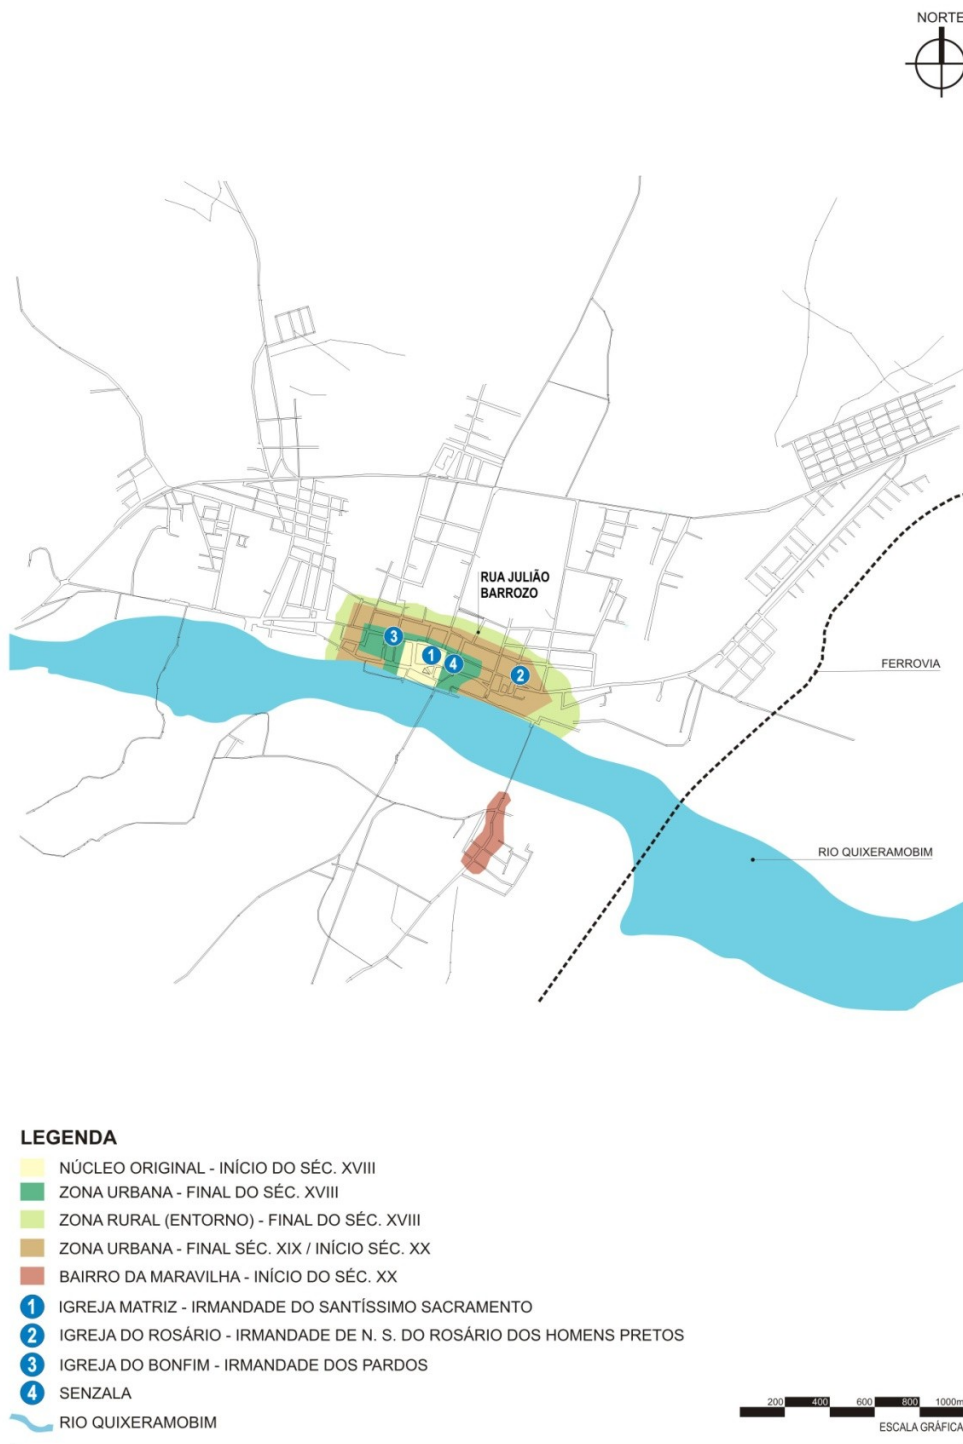 NORTE
RUA JULIÃO
BARROZO
3
1
4
2
FERROVIA
RIO QUIXERAMOBIM
LEGENDA
NÚCLEO ORIGINAL - INÍCIO DO SÉC. XVIII
ZONA URBANA - FINAL DO SÉC. XVIII
ZONA RURAL (ENTORNO) - FINAL DO SÉC. XVIII
ZONA URBANA - FINAL SÉC. XIX / INÍCIO SÉC. XX
BAIRRO DA MARAVILHA - INÍCIO DO SÉC. XX
1 IGREJA MATRIZ - IRMANDADE DO SANTÍSSIMO SACRAMENTO
2 IGREJA DO ROSÁRIO - IRMANDADE DE N. S. DO ROSÁRIO DOS HOMENS PRETOS
3 IGREJA DO BONFIM - IRMANDADE DOS PARDOS
4 SENZALA
RIO QUIXERAMOBIM
200 400 600 800 1000m
ESCALA GRÁFICA